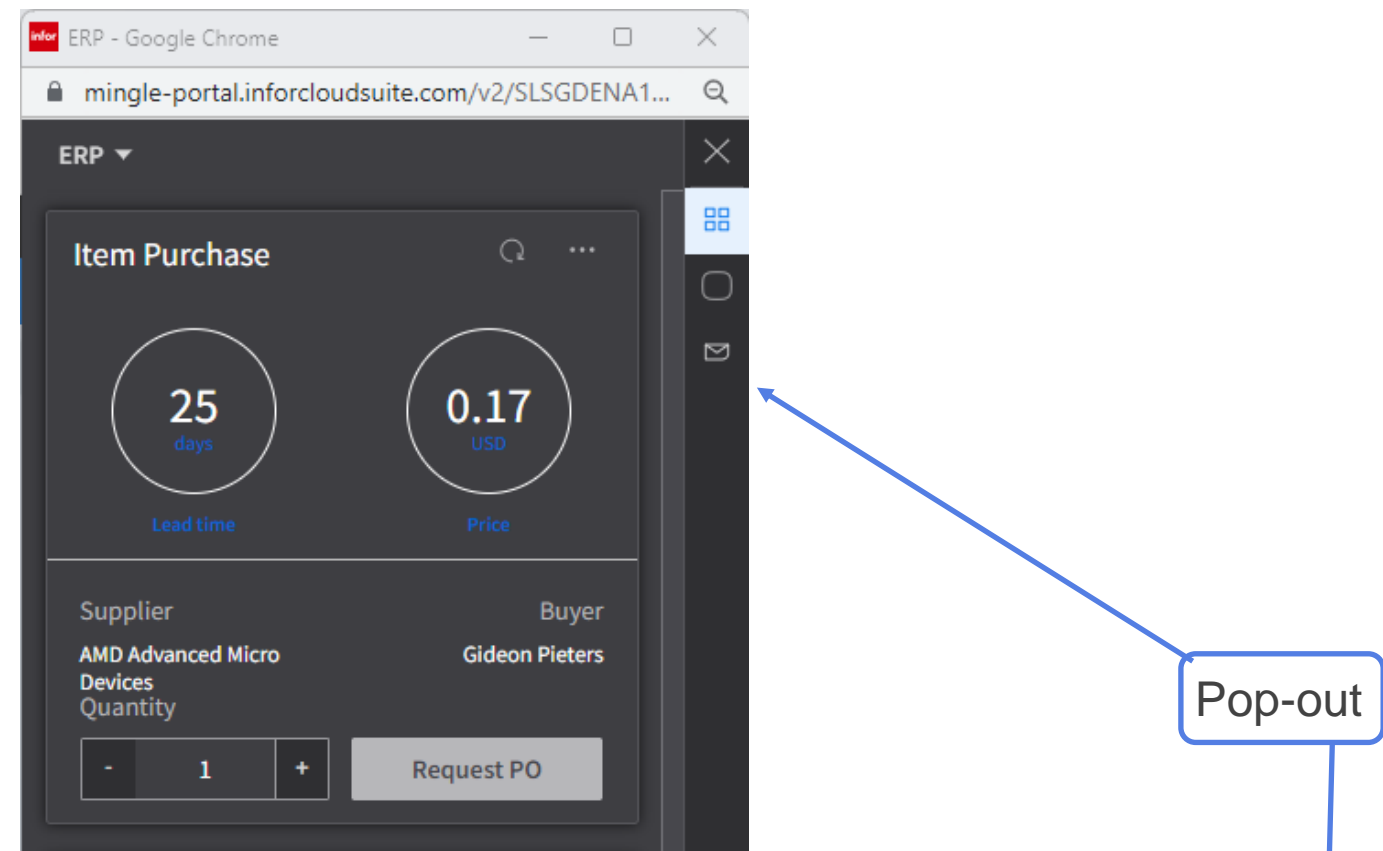 infor ERP - Google Chrome
mingle-portal.inforcloudsuite.com/v2/SLSGDENA1...
ERP
Item Purchase
25 0.17
days USD
Lead time Price
Supplier Buyer
AMD Advanced Micro Gideon Pieters
Devices
Quantity
- 1 + Request PO
Pop-out